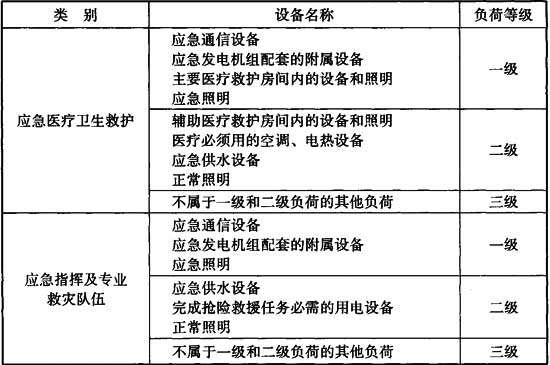 类 别 设备名称 负荷等级
应急医疗卫生救护
应急通信设备
应急发电机组配套的附属设备
主要医疗救护房间内的设备和照明
应急照明
一级
辅助医疗救护房间内的设备和照明
医疗必须用的空调、电热设备
应急供水设备
正常照明
二级
不属于一级和二级负荷的其他负荷 三级
应急指挥及专业
救灾队伍
应急通信设备
应急发电机组配套的附属设备
应急照明
一级
应急供水设备
完成抢险救援任务必需的用电设备
正常照明
二级
不属于一级和二级负荷的其他负荷 三级